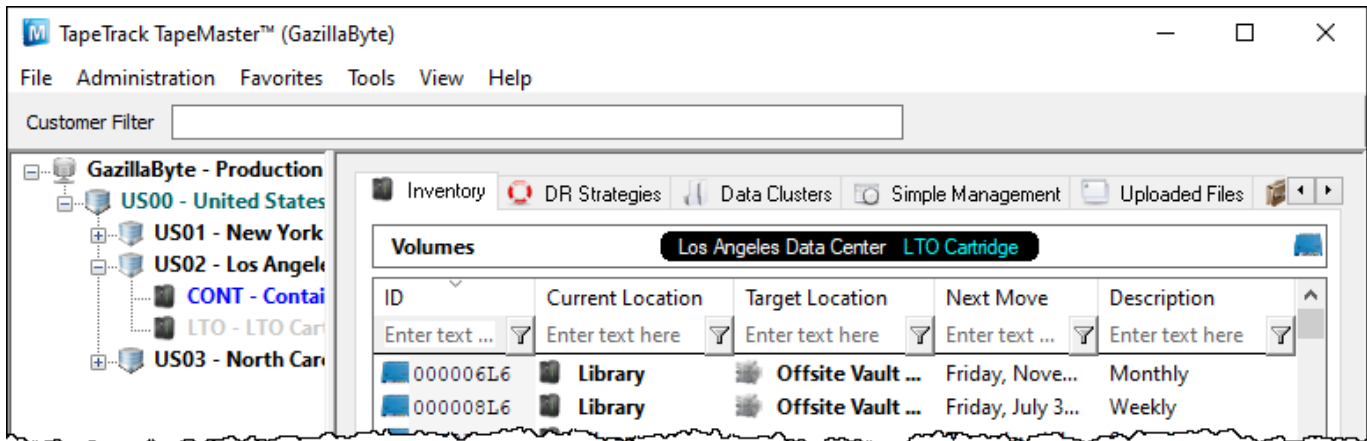 TapeTrack TapeMaster™ (GazillaByte)
File Administration Favorites Tools View Help
Customer Filter
GazillaByte - Production
US00 - United States
US01 - New York
US02 - Los Angele
CONT - Contai
LTO - LTO Cart
US03 - North Car
Inventory DR Strategies Data Clusters Simple Management Uploaded Files
Volumes Los Angeles Data Center LTO Cartridge
ID Current Location Target Location Next Move Description
Enter text ... Enter text here Enter text here Enter text ... Enter text here
000006L6 Library Offsite Vault ... Friday, Nove... Monthly
000008L6 Library Offsite Vault ... Friday, July 3... Weekly